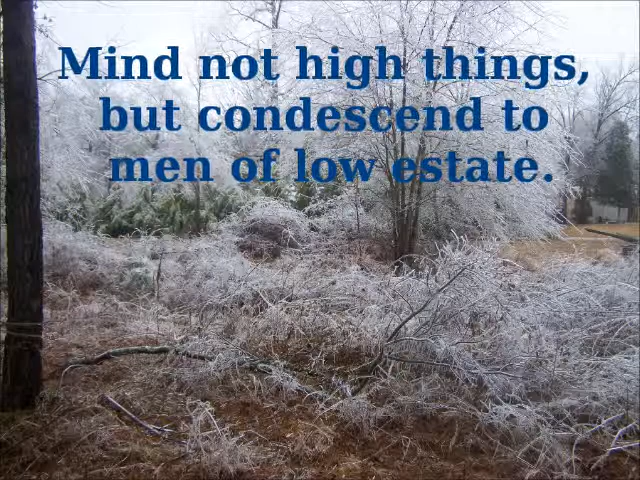 Mind not high things,
but condescend to
men of low estate.